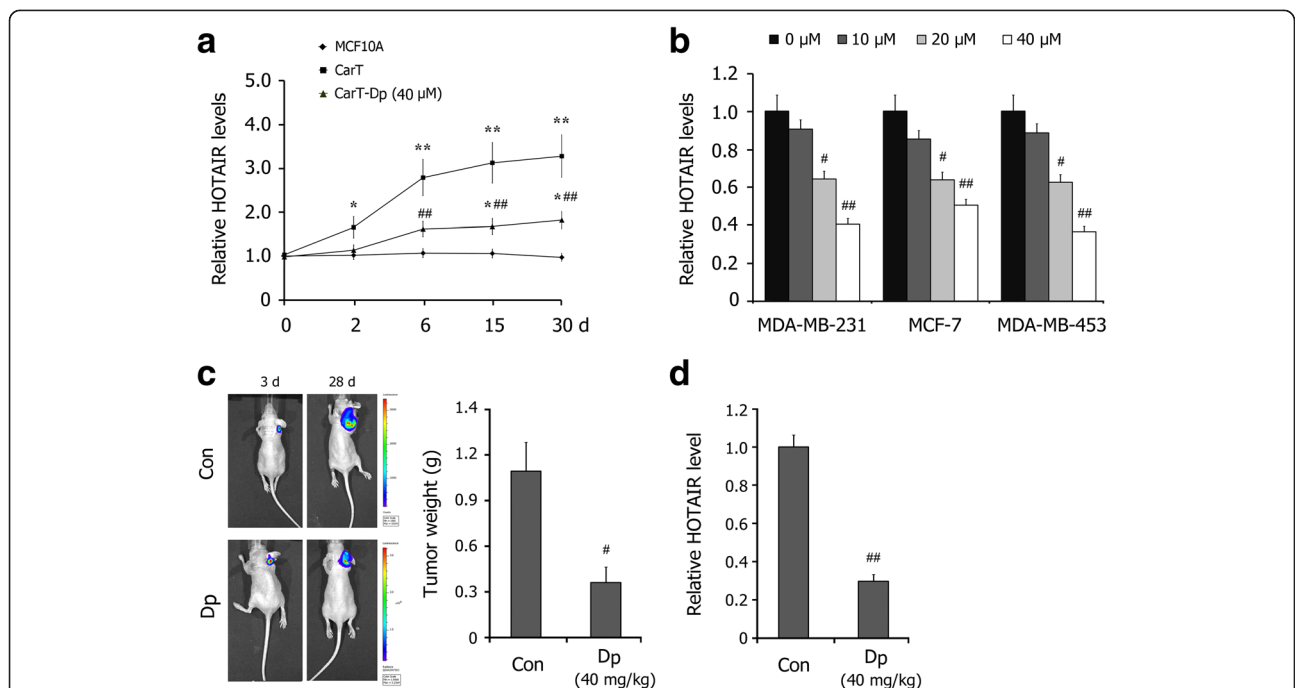 a
MCF10A
CarT
CarT-Dp (40 µM)
Relative HOTAIR levels
5.0
4.0
3.0
2.0
1.0
0
*
**
**
**
##
*##
*##
0 2 6 15 30 d
b
0 µM 10 µM 20 µM 40 µM
Relative HOTAIR levels
1.2
1.0
0.8
0.6
0.4
0.2
0
# ##
# ##
# ##
MDA-MB-231 MCF-7 MDA-MB-453
c
3 d 28 d
Con
Dp
Tumor weight (g)
1.4
1.2
0.9
0.6
0.3
0
#
Con Dp
(40 mg/kg)
d
Relative HOTAIR level
1.2
1.0
0.8
0.6
0.4
0.2
0
##
Con Dp
(40 mg/kg)